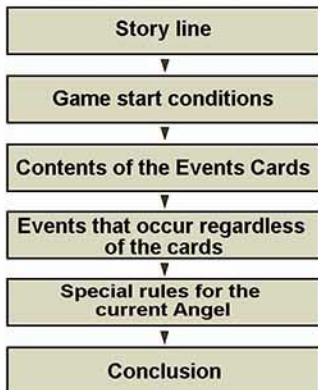 Story line
Game start conditions
Contents of the Events Cards
Events that occur regardless
of the cards
Special rules for the
current Angel
Conclusion